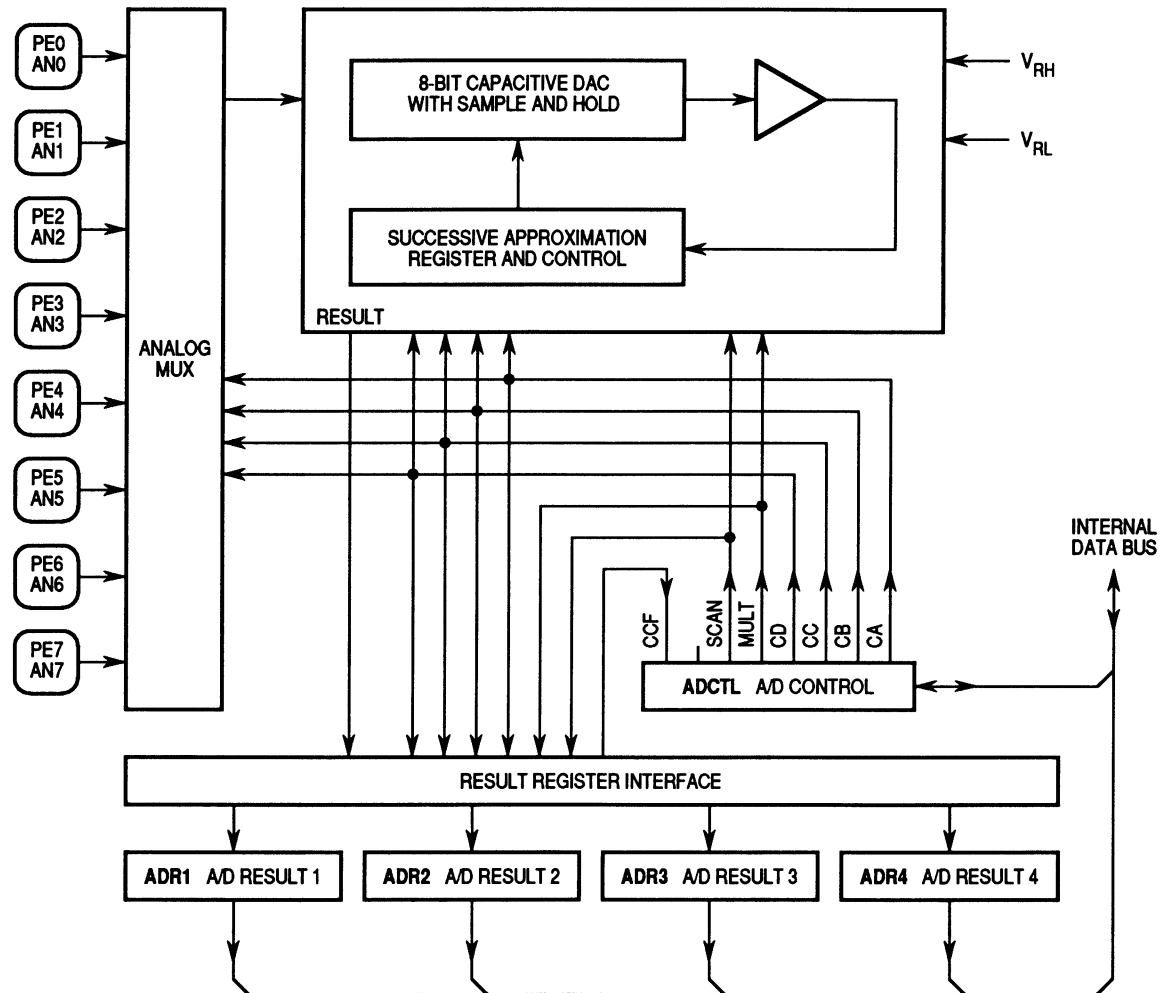 PE0
AN0
PE1
AN1
PE2
AN2
PE3
AN3
PE4
AN4
PE5
AN5
PE6
AN6
PE7
AN7
ANALOG
MUX
8-BIT CAPACITIVE DAC
WITH SAMPLE AND HOLD
SUCCESSIVE APPROXIMATION
REGISTER AND CONTROL
RESULT
VRH
VRL
INTERNAL
DATA BUS
CCF
SCAN
MULT
CD
CC
CB
CA
ADCTL A/D CONTROL
RESULT REGISTER INTERFACE
ADR1 A/D RESULT 1
ADR2 A/D RESULT 2
ADR3 A/D RESULT 3
ADR4 A/D RESULT 4